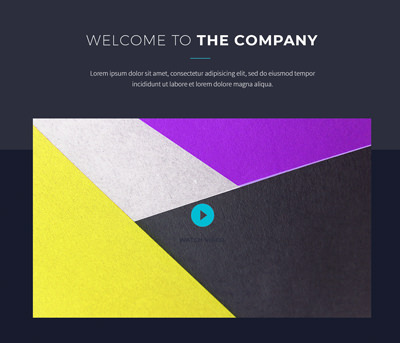 WELCOME TO THE COMPANY
Lorem ipsum dolor sit amet, consectetur adipisicing elit, sed do eiusmod tempor
incididunt ut labore et lorem dolore magna aliqua.
WATCH VIDEO